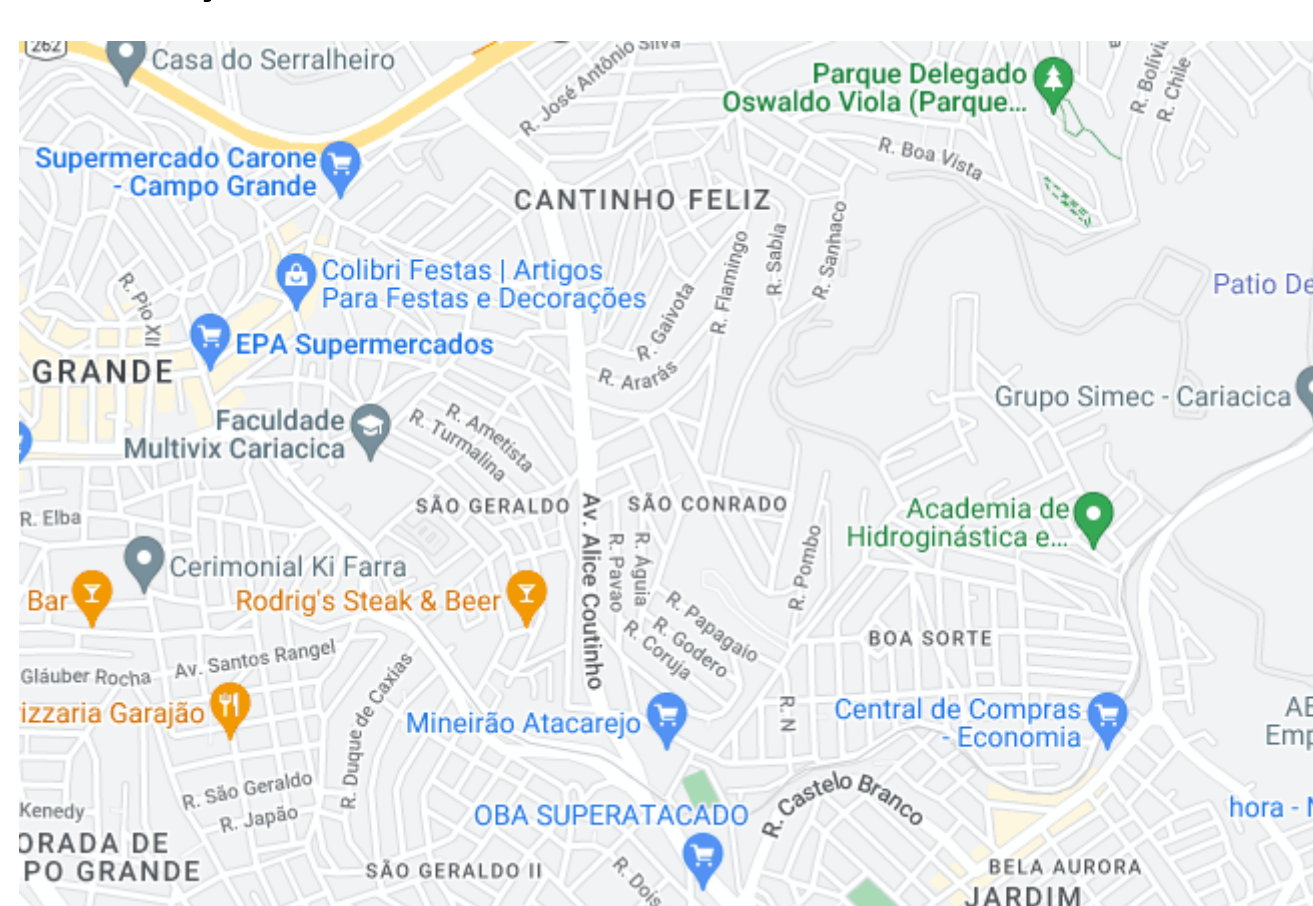 262
Casa do Serralheiro
R. José Antônio Silva
Parque Delegado
Oswaldo Viola (Parque...
R. Bolívia
R. Chile
R. Boa Vista
Supermercado Carone
- Campo Grande
CANTINHO FELIZ
R. Flamingo
R. Sabia
R. Sanhaco
Colibri Festas | Artigos
Para Festas e Decorações
R. Pio XII
R. Gaivota
Patio De
EPA Supermercados
GRANDE
R. Ararás
Grupo Simec - Cariacica
Faculdade
Multivix Cariacica
R. Ametista
R. Turmalina
SÃO GERALDO
Av. Alice Coutinho
SÃO CONRADO
Academia de
Hidroginástica e...
R. Elba
R. Pavao
R. Águia
R. Pombo
Cerimonial Ki Farra
Bar
Rodrig's Steak & Beer
R. Papagaio
R. Godero
R. Coruja
BOA SORTE
Av. Santos Rangel
Gláuber Rocha
R. Duque de Caxias
izzaria Garajão
Mineirão Atacarejo
R. N
Central de Compras
- Economia
AE
Emp
R. São Geraldo
R. Japão
Kenedy
OBA SUPERATACADO
R. Castelo Branco
hora -
ORADA DE
PO GRANDE
SÃO GERALDO II
R. Dois
BELA AURORA
JARDIM